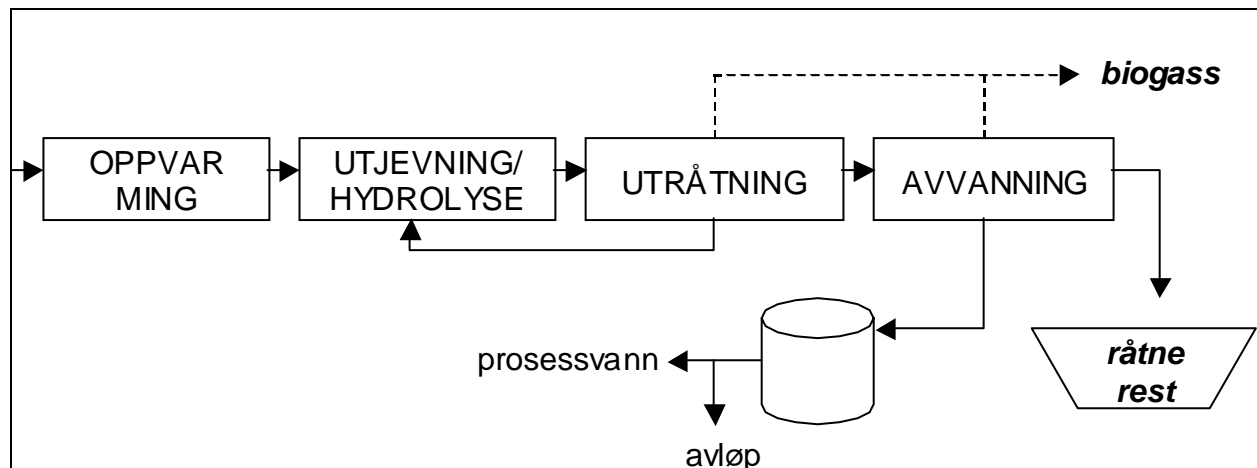 biogass
OPPVAR
MING
UTJEVNING/
HYDROLYSE
UTRÅTNING
AVVANNING
prosessvann
avløp
råtne
rest